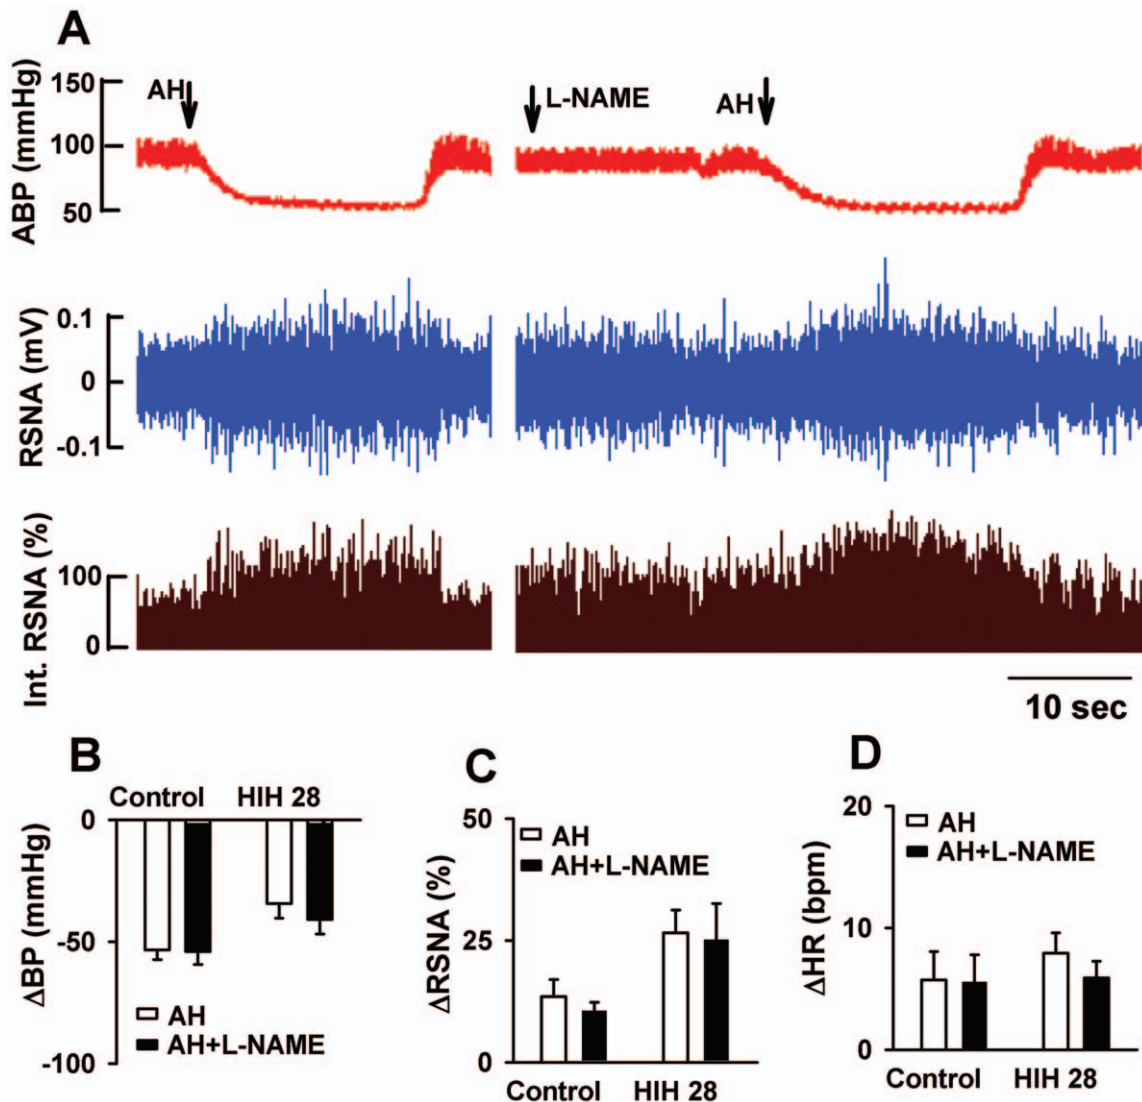 A
ABP (mmHg)
150
100
50
AH
L-NAME
AH
RSNA (mV)
0.1
0
-0.1
Int. RSNA (%)
100
0
10 sec
B
Control HIH 28
ΔBP (mmHg)
0
-50
-100
AH
AH+L-NAME
C
ΔRSNA (%)
50
25
0
AH
AH+L-NAME
Control HIH 28
D
ΔHR (bpm)
20
10
0
AH
AH+L-NAME
Control HIH 28